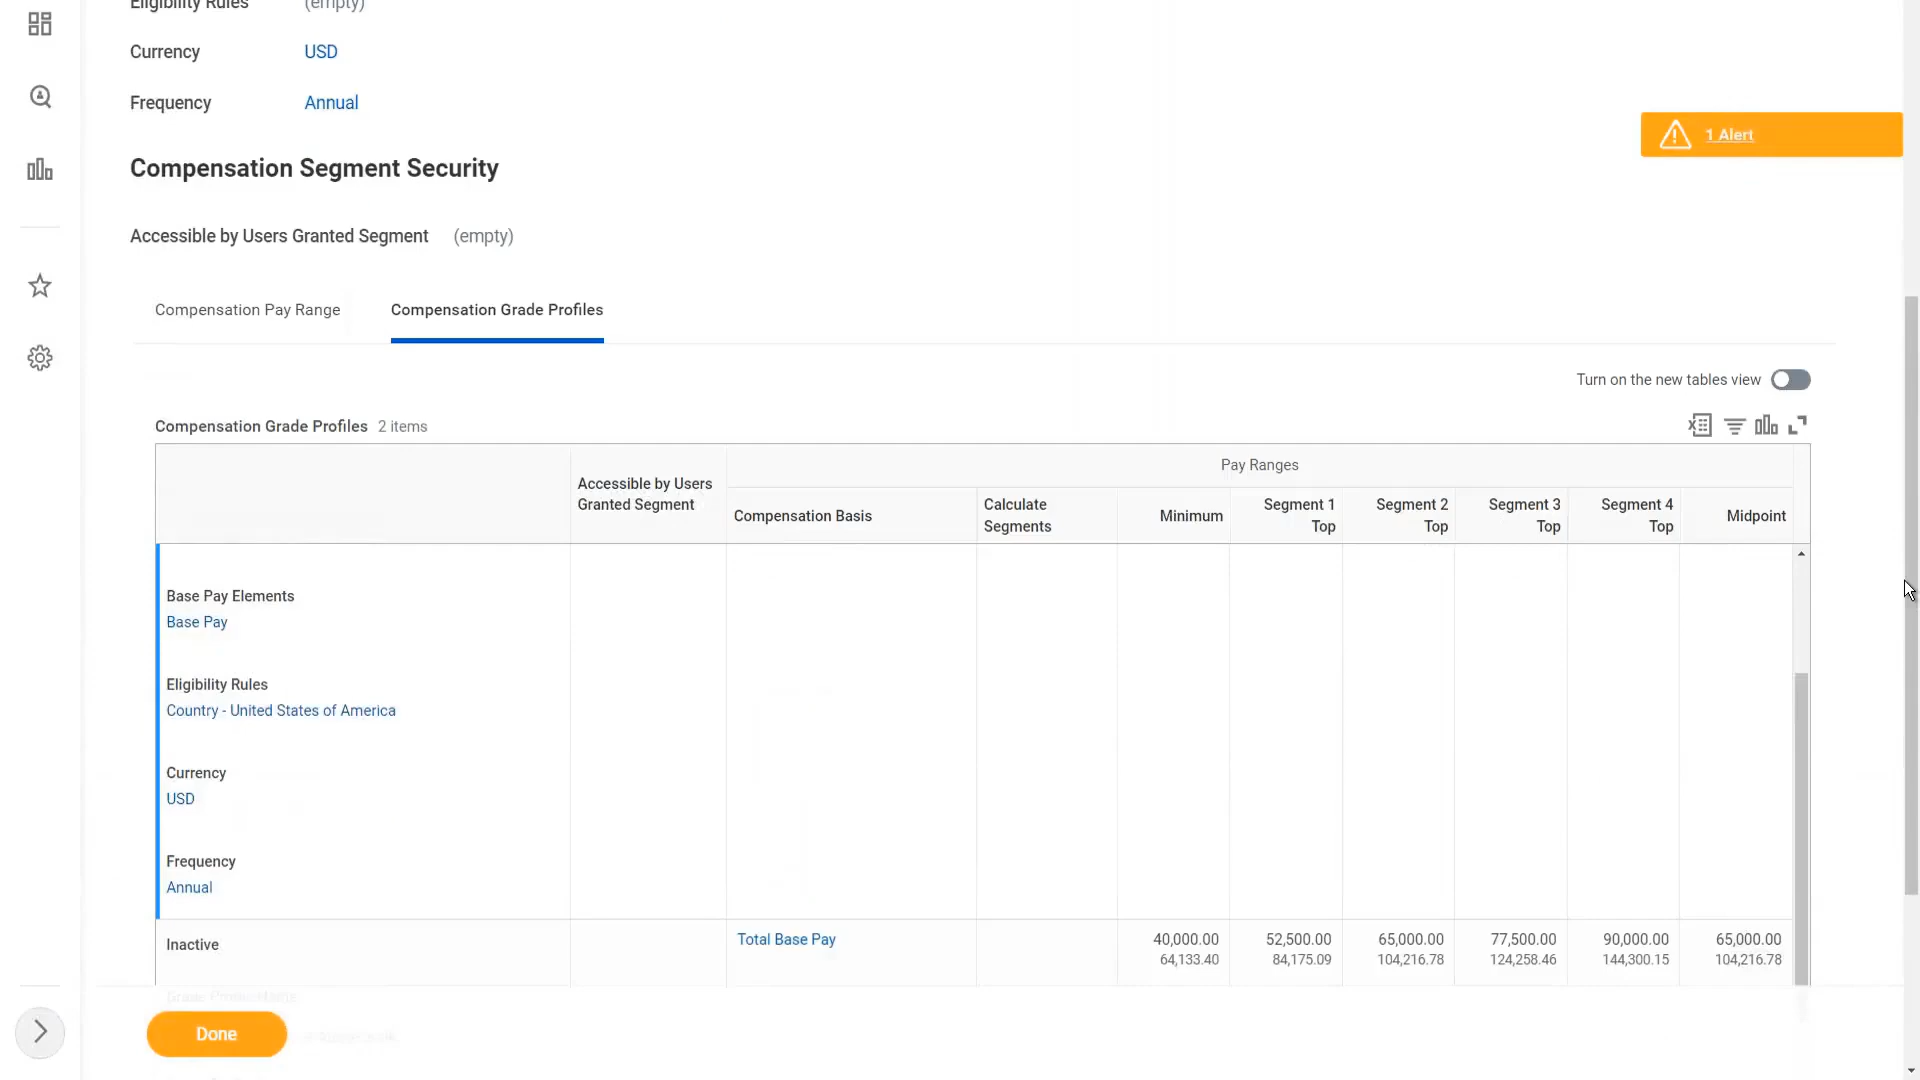 Eligibility Rules (empty)
Currency USD
Frequency Annual
1 Alert
Compensation Segment Security
Accessible by Users Granted Segment (empty)
Compensation Pay Range Compensation Grade Profiles
Turn on the new tables view
Compensation Grade Profiles 2 items
Pay Ranges
Accessible by Users
Granted Segment
Compensation Basis
Calculate
Segments
Minimum
Segment 1
Top
Segment 2
Top
Segment 3
Top
Segment 4
Top
Midpoint
Base Pay Elements
Base Pay
Eligibility Rules
Country - United States of America
Currency
USD
Frequency
Annual
Inactive Total Base Pay 40,000.00 52,500.00 65,000.00 77,500.00 90,000.00 65,000.00
64,133.40 84,175.09 104,216.78 124,258.46 144,300.15 104,216.78
Done